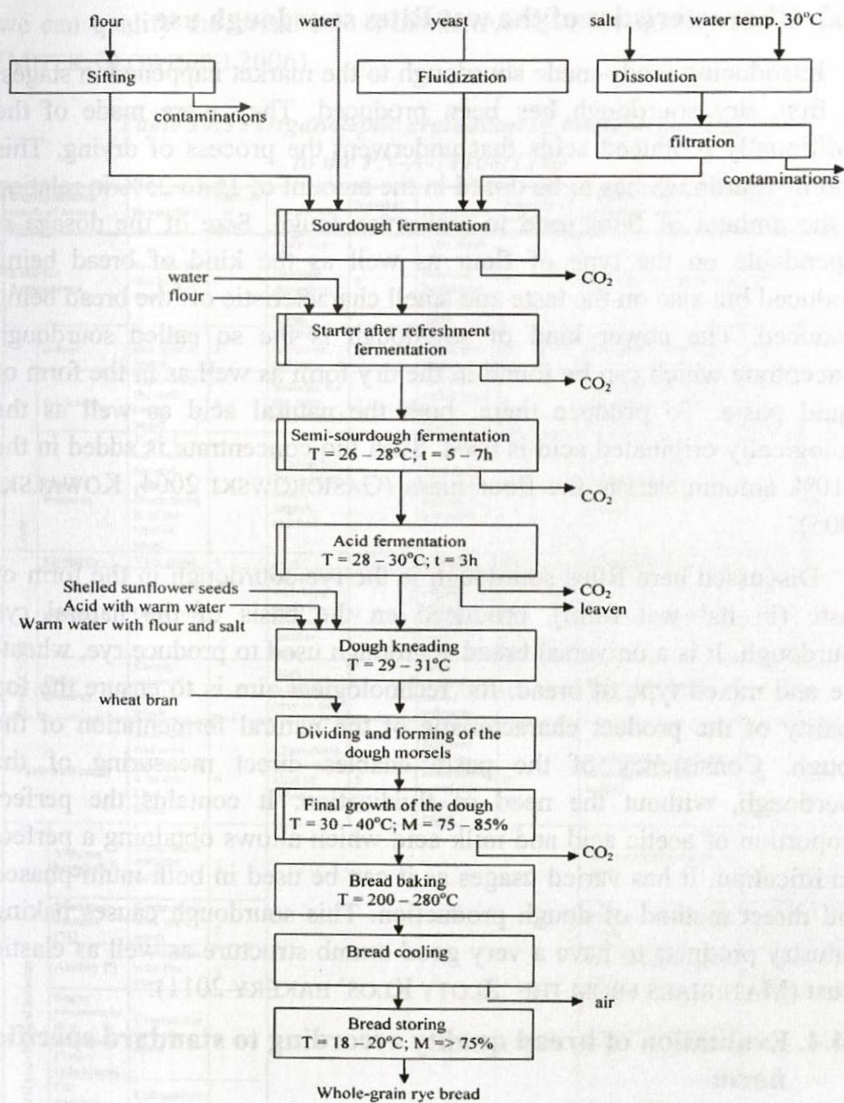 flour water yeast salt water temp. 30°C
Sifting Fluidization Dissolution
contaminations
filtration
contaminations
Sourdough fermentation
CO2
water
flour
Starter after refreshment
fermentation
CO2
Semi-sourdough fermentation
T = 26 – 28°C; t = 5 – 7h
CO2
Acid fermentation
T = 28 – 30°C; t = 3h
CO2
leaven
Shelled sunflower seeds
Acid with warm water
Warm water with flour and salt
Dough kneading
T = 29 – 31°C
wheat bran
Dividing and forming of the
dough morsels
Final growth of the dough
T = 30 – 40°C; M = 75 – 85%
CO2
Bread baking
T = 200 – 280°C
Bread cooling
air
Bread storing
T = 18 – 20°C; M => 75%
Whole-grain rye bread